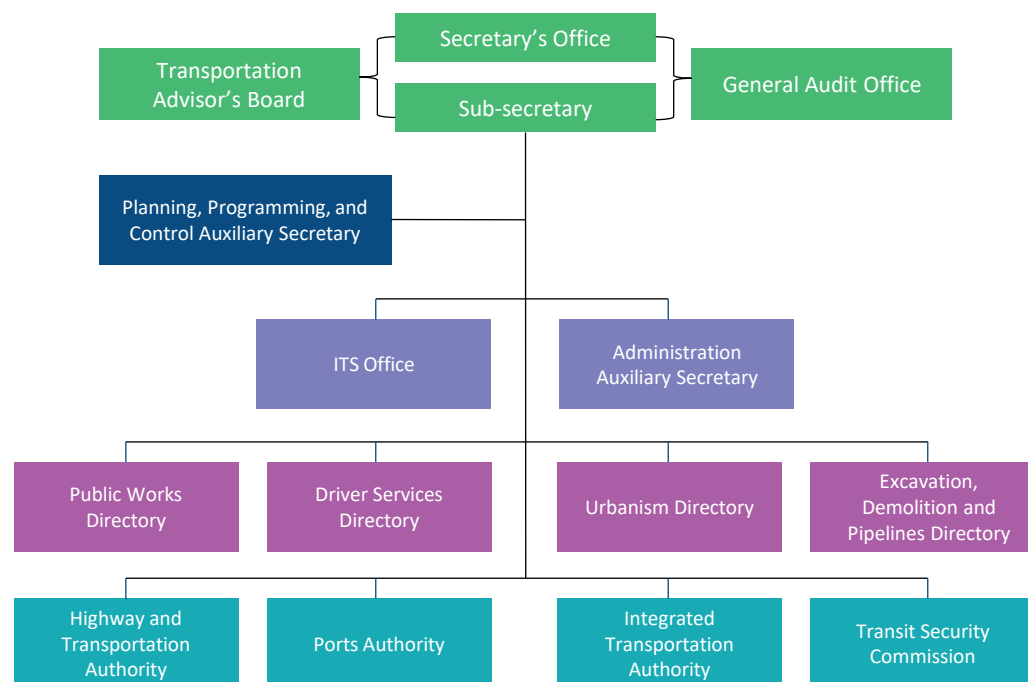 Secretary’s Office
Transportation
Advisor’s Board
General Audit Office
Sub-secretary
Planning, Programming, and
Control Auxiliary Secretary
ITS Office
Administration
Auxiliary Secretary
Public Works
Directory
Driver Services
Directory
Urbanism Directory
Excavation,
Demolition and
Pipelines Directory
Highway and
Transportation
Authority
Ports Authority
Integrated
Transportation
Authority
Transit Security
Commission